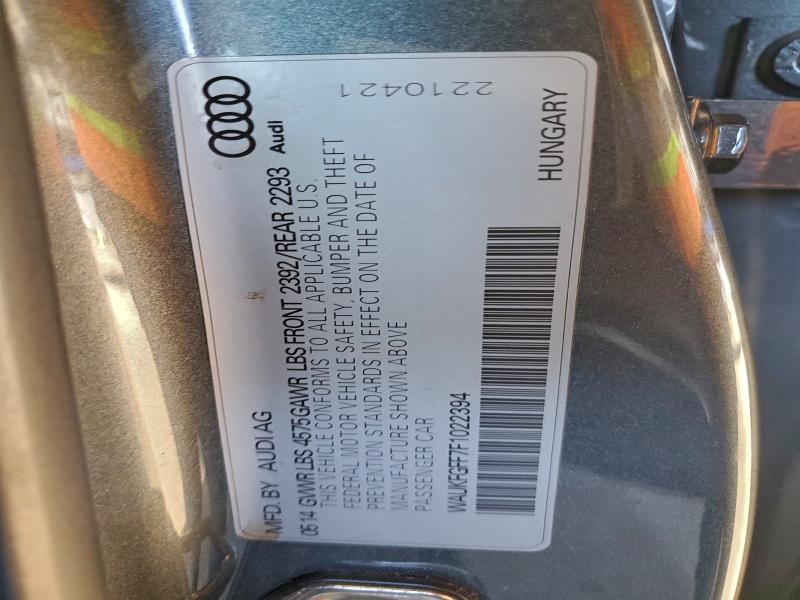 MFD. BY AUDI AG
05 14 GVWR LBS 4575 GAWR LBS FRONT 2392/REAR 2293
Audi
THIS VEHICLE CONFORMS TO ALL APPLICABLE U.S.
FEDERAL MOTOR VEHICLE SAFETY, BUMPER AND THEFT
PREVENTION STANDARDS IN EFFECT ON THE DATE OF
MANUFACTURE SHOWN ABOVE
PASSENGER CAR
WAUKFGFF7F1022394
2210421
HUNGARY